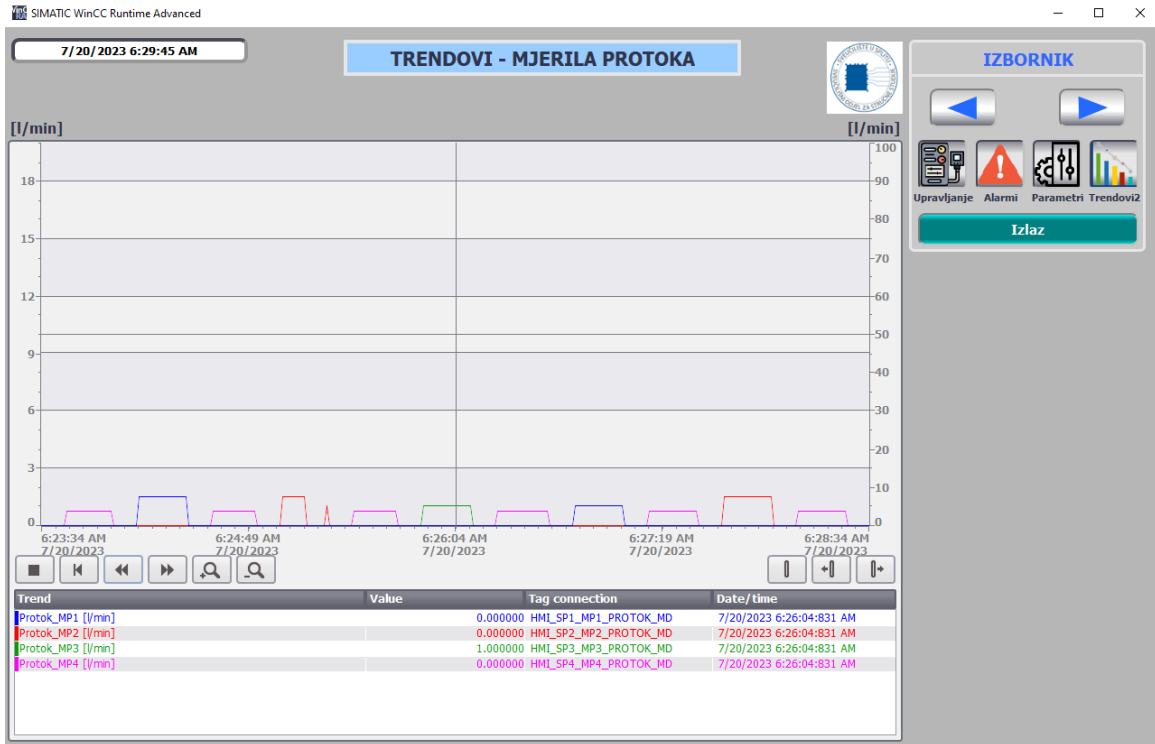 SIMATIC WinCC Runtime Advanced
7/20/2023 6:29:45 AM
TRENDOVI - MJERILA PROTOKA
IZBORNIK
[l/min]
[l/min]
100
18
90
80
15
70
12
60
50
9
40
6
30
20
3
10
0
0
6:23:34 AM
7/20/2023
6:24:49 AM
7/20/2023
6:26:04 AM
7/20/2023
6:27:19 AM
7/20/2023
6:28:34 AM
7/20/2023
Upravljanje Alarmi Parametri Trendovi2
Izlaz
Trend Value Tag connection Date/time
Protok_MP1 [l/min] 0.000000 HMI_SP1_MP1_PROTOK_MD 7/20/2023 6:26:04:831 AM
Protok_MP2 [l/min] 0.000000 HMI_SP2_MP2_PROTOK_MD 7/20/2023 6:26:04:831 AM
Protok_MP3 [l/min] 1.000000 HMI_SP3_MP3_PROTOK_MD 7/20/2023 6:26:04:831 AM
Protok_MP4 [l/min] 0.000000 HMI_SP4_MP4_PROTOK_MD 7/20/2023 6:26:04:831 AM